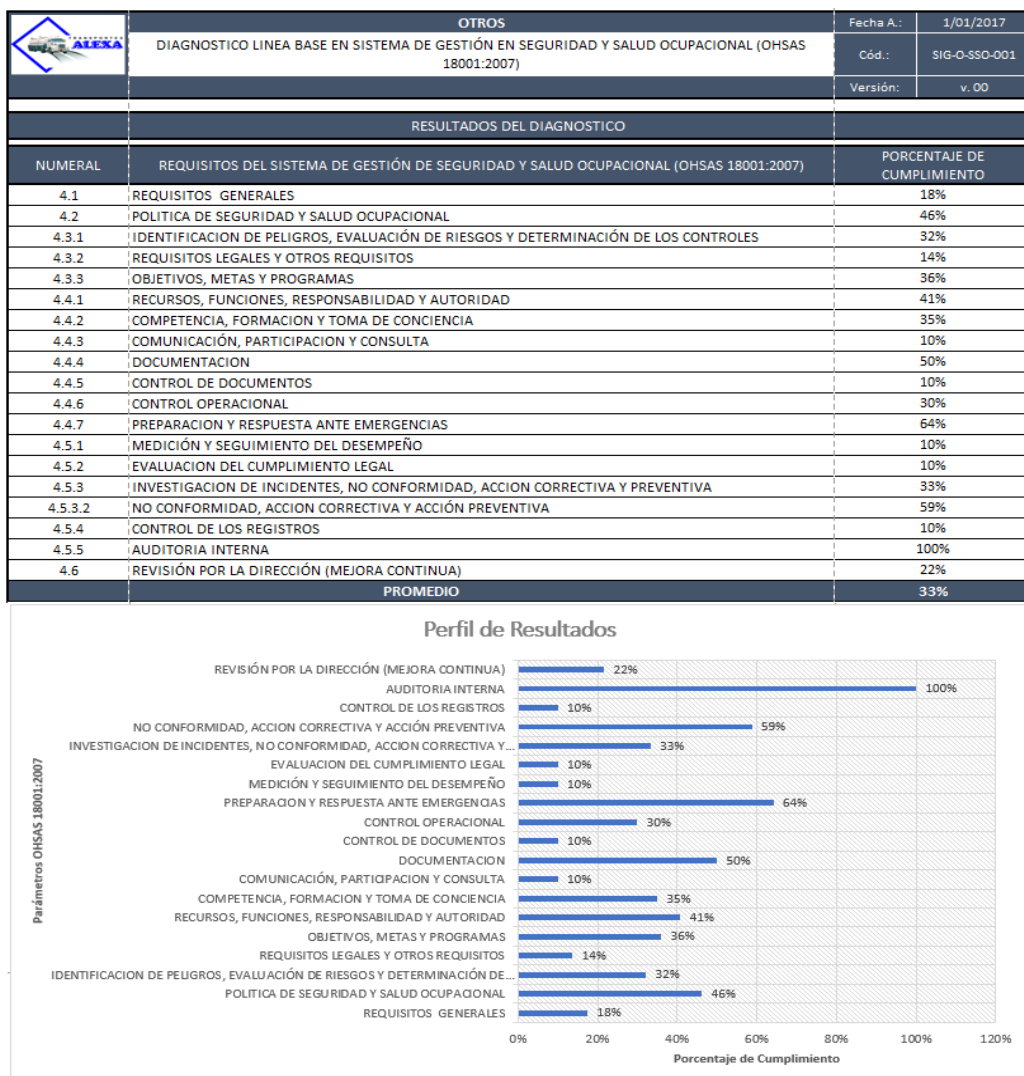 TRANSPORTES
ALEXA
OTROS
Fecha A.: 1/01/2017
DIAGNOSTICO LINEA BASE EN SISTEMA DE GESTIÓN EN SEGURIDAD Y SALUD OCUPACIONAL (OHSAS
18001:2007)
Cód.: SIG-O-SSO-001
Versión: v. 00
RESULTADOS DEL DIAGNOSTICO
NUMERAL REQUISITOS DEL SISTEMA DE GESTIÓN DE SEGURIDAD Y SALUD OCUPACIONAL (OHSAS 18001:2007) PORCENTAJE DE
CUMPLIMIENTO
4.1 REQUISITOS GENERALES 18%
4.2 POLITICA DE SEGURIDAD Y SALUD OCUPACIONAL 46%
4.3.1 IDENTIFICACION DE PELIGROS, EVALUACIÓN DE RIESGOS Y DETERMINACIÓN DE LOS CONTROLES 32%
4.3.2 REQUISITOS LEGALES Y OTROS REQUISITOS 14%
4.3.3 OBJETIVOS, METAS Y PROGRAMAS 36%
4.4.1 RECURSOS, FUNCIONES, RESPONSABILIDAD Y AUTORIDAD 41%
4.4.2 COMPETENCIA, FORMACION Y TOMA DE CONCIENCIA 35%
4.4.3 COMUNICACIÓN, PARTICIPACION Y CONSULTA 10%
4.4.4 DOCUMENTACION 50%
4.4.5 CONTROL DE DOCUMENTOS 10%
4.4.6 CONTROL OPERACIONAL 30%
4.4.7 PREPARACION Y RESPUESTA ANTE EMERGENCIAS 64%
4.5.1 MEDICIÓN Y SEGUIMIENTO DEL DESEMPEÑO 10%
4.5.2 EVALUACION DEL CUMPLIMIENTO LEGAL 10%
4.5.3 INVESTIGACION DE INCIDENTES, NO CONFORMIDAD, ACCION CORRECTIVA Y PREVENTIVA 33%
4.5.3.2 NO CONFORMIDAD, ACCION CORRECTIVA Y ACCIÓN PREVENTIVA 59%
4.5.4 CONTROL DE LOS REGISTROS 10%
4.5.5 AUDITORIA INTERNA 100%
4.6 REVISIÓN POR LA DIRECCIÓN (MEJORA CONTINUA) 22%
PROMEDIO 33%
Perfil de Resultados
Parámetros OHSAS 18001:2007
REVISIÓN POR LA DIRECCIÓN (MEJORA CONTINUA) 22%
AUDITORIA INTERNA 100%
CONTROL DE LOS REGISTROS 10%
NO CONFORMIDAD, ACCION CORRECTIVA Y ACCIÓN PREVENTIVA 59%
INVESTIGACION DE INCIDENTES, NO CONFORMIDAD, ACCION CORRECTIVA Y... 33%
EVALUACION DEL CUMPLIMIENTO LEGAL 10%
MEDICIÓN Y SEGUIMIENTO DEL DESEMPEÑO 10%
PREPARACION Y RESPUESTA ANTE EMERGENCIAS 64%
CONTROL OPERACIONAL 30%
CONTROL DE DOCUMENTOS 10%
DOCUMENTACION 50%
COMUNICACIÓN, PARTICIPACION Y CONSULTA 10%
COMPETENCIA, FORMACION Y TOMA DE CONCIENCIA 35%
RECURSOS, FUNCIONES, RESPONSABILIDAD Y AUTORIDAD 41%
OBJETIVOS, METAS Y PROGRAMAS 36%
REQUISITOS LEGALES Y OTROS REQUISITOS 14%
IDENTIFICACION DE PELIGROS, EVALUACIÓN DE RIESGOS Y DETERMINACIÓN DE... 32%
POLITICA DE SEGURIDAD Y SALUD OCUPACIONAL 46%
REQUISITOS GENERALES 18%
0% 20% 40% 60% 80% 100% 120%
Porcentaje de Cumplimiento